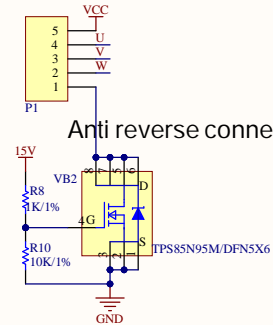 VCC
5
4 U
3 V
2 W
1
P1
Anti reverse conne
15V
8 7 5 6
VB2
D
R8
1K/1%
4 G
R10
10K/1%
S
TPS85N95M/DFN5X6
3 2 1
GND